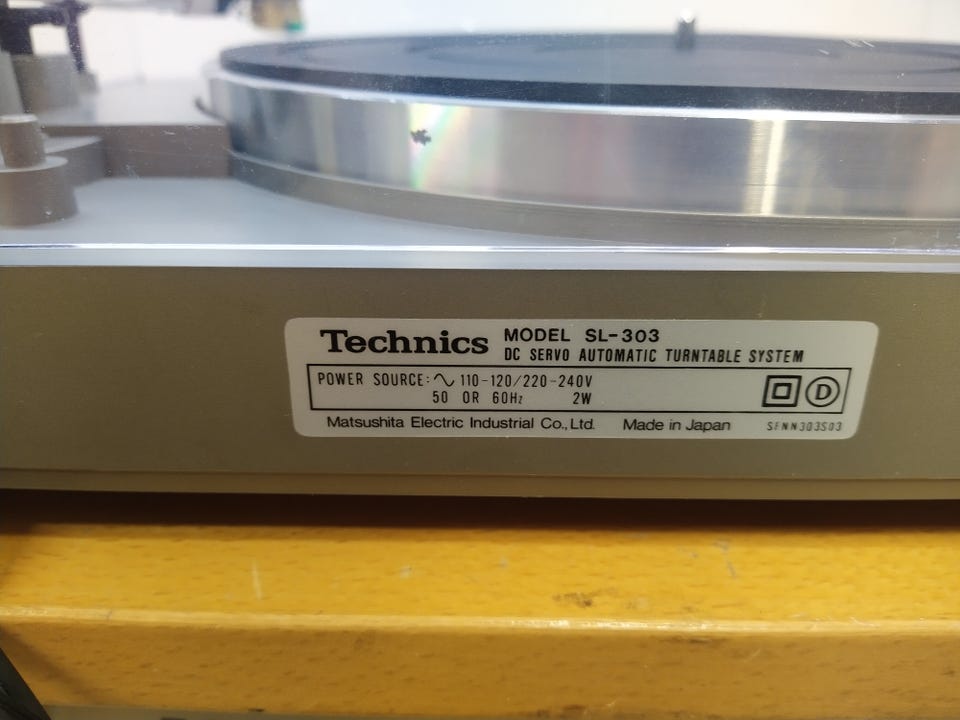 Technics MODEL SL-303
DC SERVO AUTOMATIC TURNTABLE SYSTEM
POWER SOURCE: ∿ 110-120/220-240V
50 OR 60Hz 2W
D
Matsushita Electric Industrial Co., Ltd. Made in Japan SFNN303S03